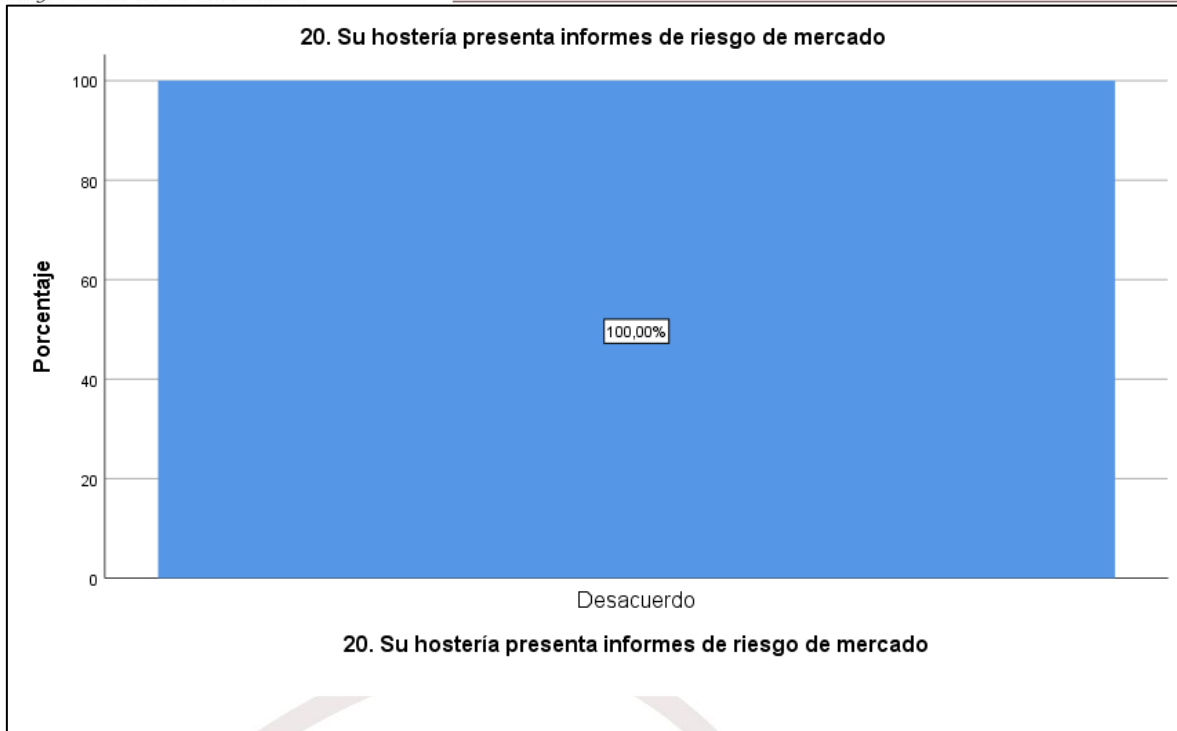 20. Su hostería presenta informes de riesgo de mercado
100
80
60
40
20
0
Porcentaje
100,00%
Desacuerdo
20. Su hostería presenta informes de riesgo de mercado